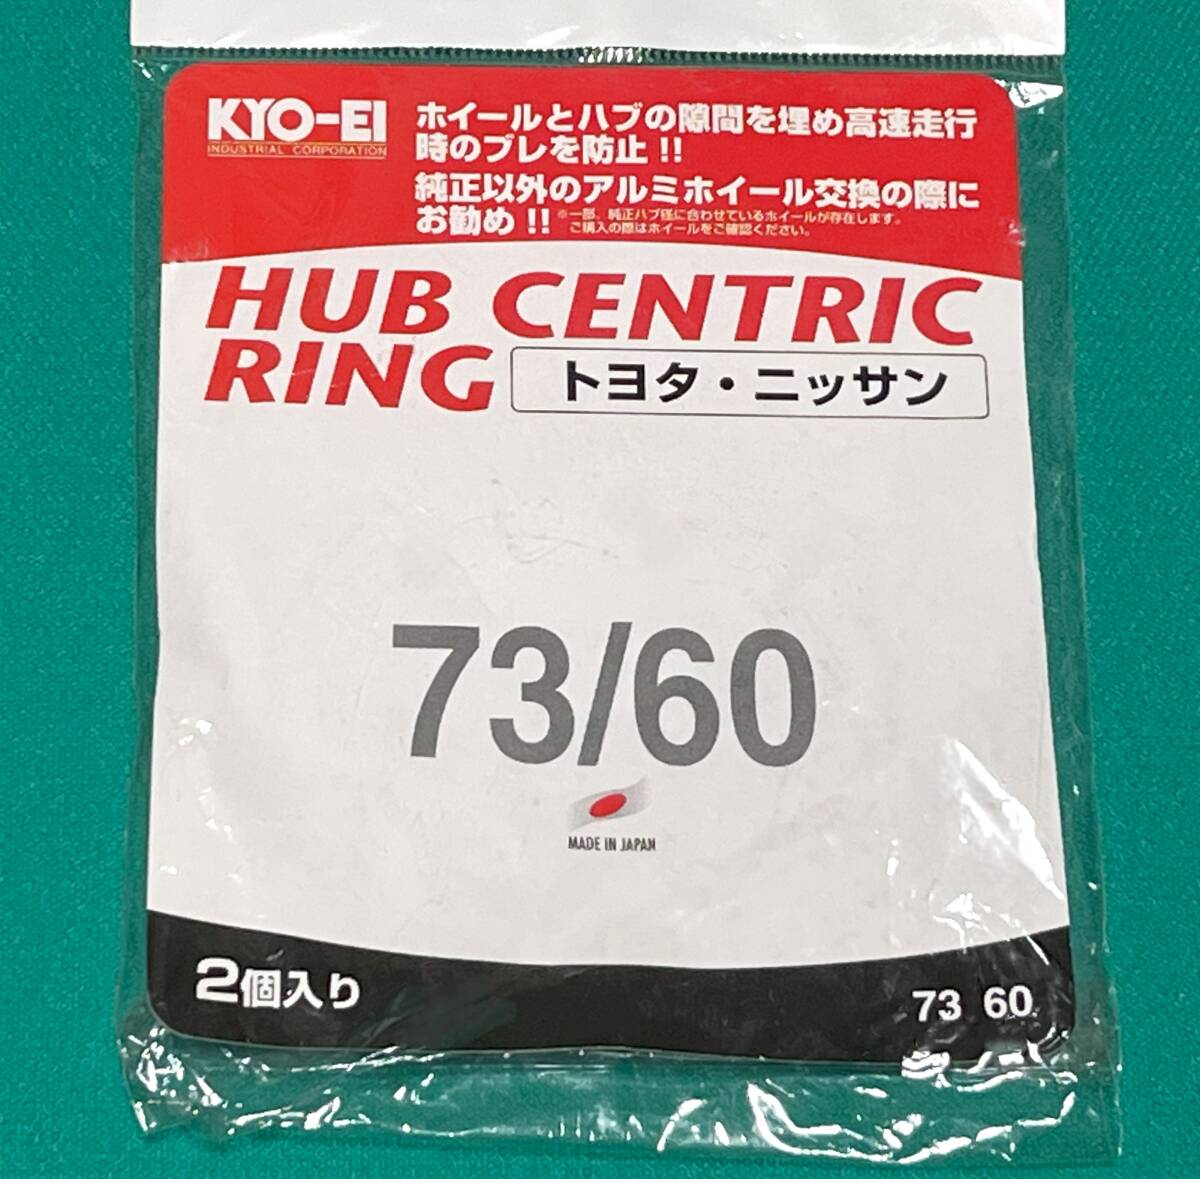 KYO-EI
INDUSTRIAL CORPORATION
ホイールとハブの隙間を埋め高速走行
時のブレを防止!!
純正以外のアルミホイール交換の際に
お勧め!!
※一部、純正ハブ径に合わせているホイールが存在します。
ご購入の際はホイールをご確認ください。
HUB CENTRIC
RING
トヨタ・ニッサン
73/60
MADE IN JAPAN
2個入り
73 60